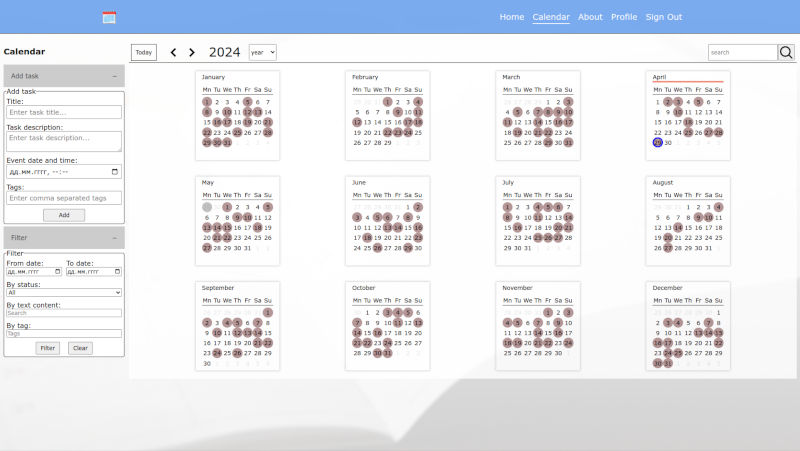 Home Calendar About Profile Sign Out
Calendar
Add task −
Add task
Title:
Enter task title...
Task description:
Enter task description...
Event date and time:
дд.мм.гггг, --:--
Tags:
Enter comma separated tags
Add
Filter −
Filter
From date: To date:
дд.мм.гггг дд.мм.гггг
By status:
All
By text content:
Search
By tag:
Tags
Filter Clear
Today 2024 year search
January
Mn Tu We Th Fr Sa Su
1 2 3 4 5 6 7
8 9 10 11 12 13 14
15 16 17 18 19 20 21
22 23 24 25 26 27 28
29 30 31
February
Mn Tu We Th Fr Sa Su
1 2 3 4
5 6 7 8 9 10 11
12 13 14 15 16 17 18
19 20 21 22 23 24 25
26 27 28 29
March
Mn Tu We Th Fr Sa Su
1 2 3
4 5 6 7 8 9 10
11 12 13 14 15 16 17
18 19 20 21 22 23 24
25 26 27 28 29 30 31
April
Mn Tu We Th Fr Sa Su
1 2 3 4 5 6 7
8 9 10 11 12 13 14
15 16 17 18 19 20 21
22 23 24 25 26 27 28
29 30
May
Mn Tu We Th Fr Sa Su
1 2 3 4 5
6 7 8 9 10 11 12
13 14 15 16 17 18 19
20 21 22 23 24 25 26
27 28 29 30 31
June
Mn Tu We Th Fr Sa Su
1 2
3 4 5 6 7 8 9
10 11 12 13 14 15 16
17 18 19 20 21 22 23
24 25 26 27 28 29 30
July
Mn Tu We Th Fr Sa Su
1 2 3 4 5 6 7
8 9 10 11 12 13 14
15 16 17 18 19 20 21
22 23 24 25 26 27 28
29 30 31
August
Mn Tu We Th Fr Sa Su
1 2 3 4
5 6 7 8 9 10 11
12 13 14 15 16 17 18
19 20 21 22 23 24 25
26 27 28 29 30 31
September
Mn Tu We Th Fr Sa Su
1
2 3 4 5 6 7 8
9 10 11 12 13 14 15
16 17 18 19 20 21 22
23 24 25 26 27 28 29
30
October
Mn Tu We Th Fr Sa Su
1 2 3 4 5 6
7 8 9 10 11 12 13
14 15 16 17 18 19 20
21 22 23 24 25 26 27
28 29 30 31
November
Mn Tu We Th Fr Sa Su
1 2 3
4 5 6 7 8 9 10
11 12 13 14 15 16 17
18 19 20 21 22 23 24
25 26 27 28 29 30
December
Mn Tu We Th Fr Sa Su
1
2 3 4 5 6 7 8
9 10 11 12 13 14 15
16 17 18 19 20 21 22
23 24 25 26 27 28 29
30 31